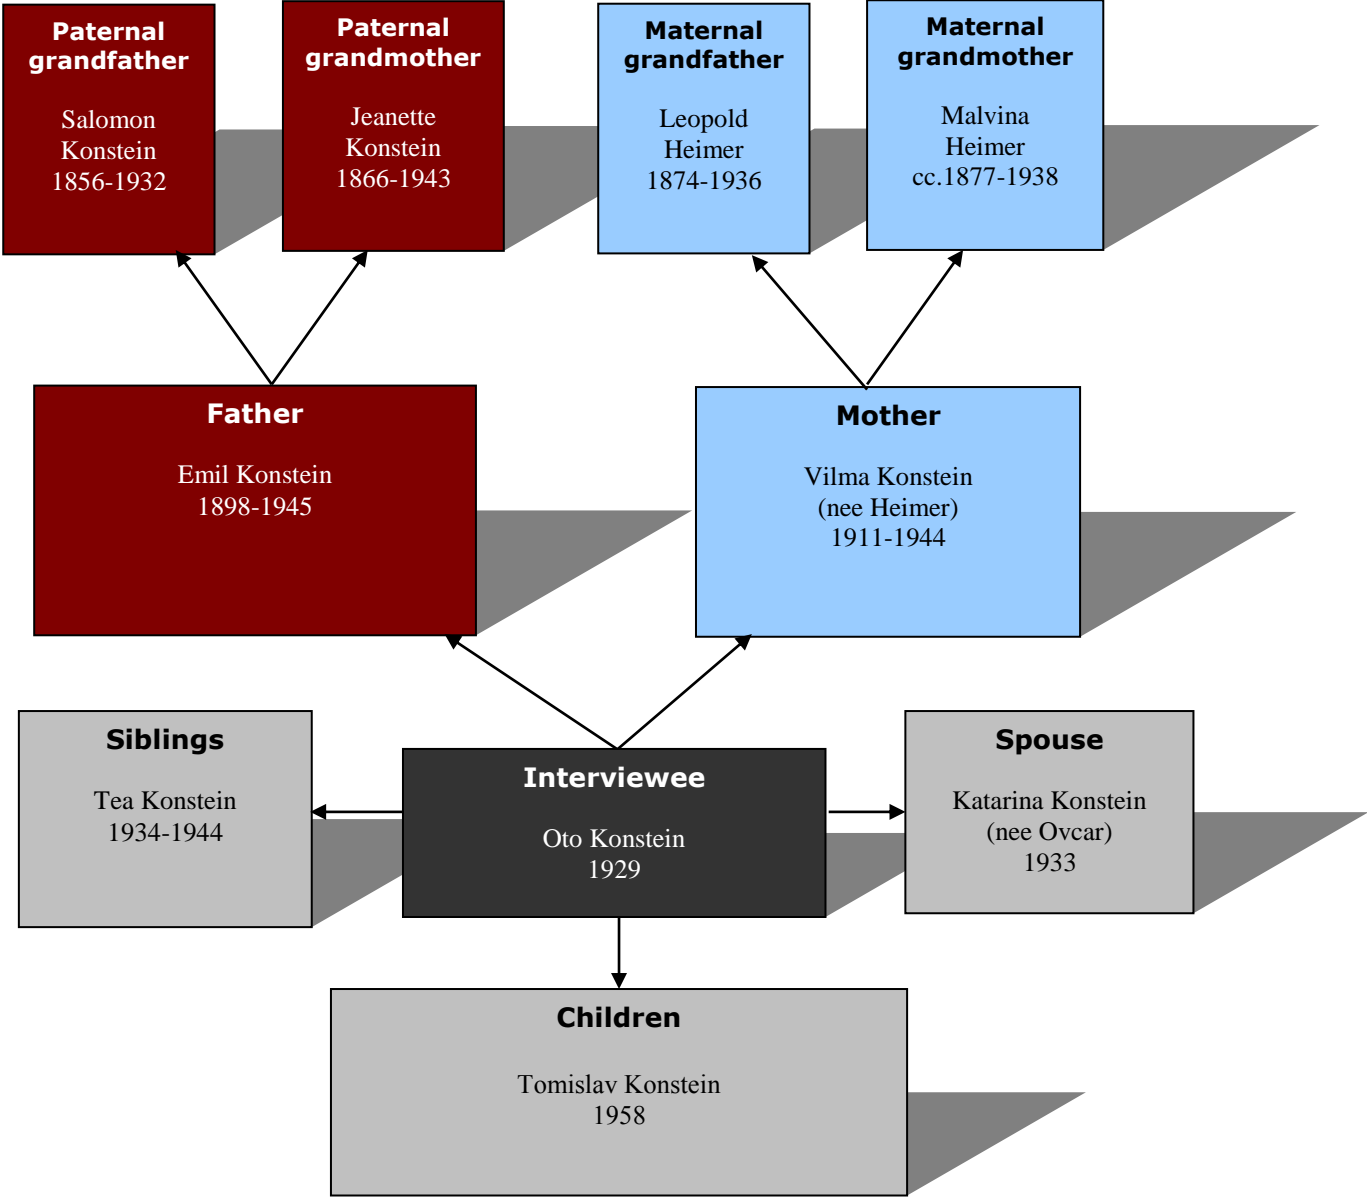 Paternal
grandfather
Salomon
Konstein
1856-1932
Paternal
grandmother
Jeanette
Konstein
1866-1943
Maternal
grandfather
Leopold
Heimer
1874-1936
Maternal
grandmother
Malvina
Heimer
cc.1877-1938
Father
Emil Konstein
1898-1945
Mother
Vilma Konstein
(nee Heimer)
1911-1944
Siblings
Tea Konstein
1934-1944
Interviewee
Oto Konstein
1929
Spouse
Katarina Konstein
(nee Ovcar)
1933
Children
Tomislav Konstein
1958